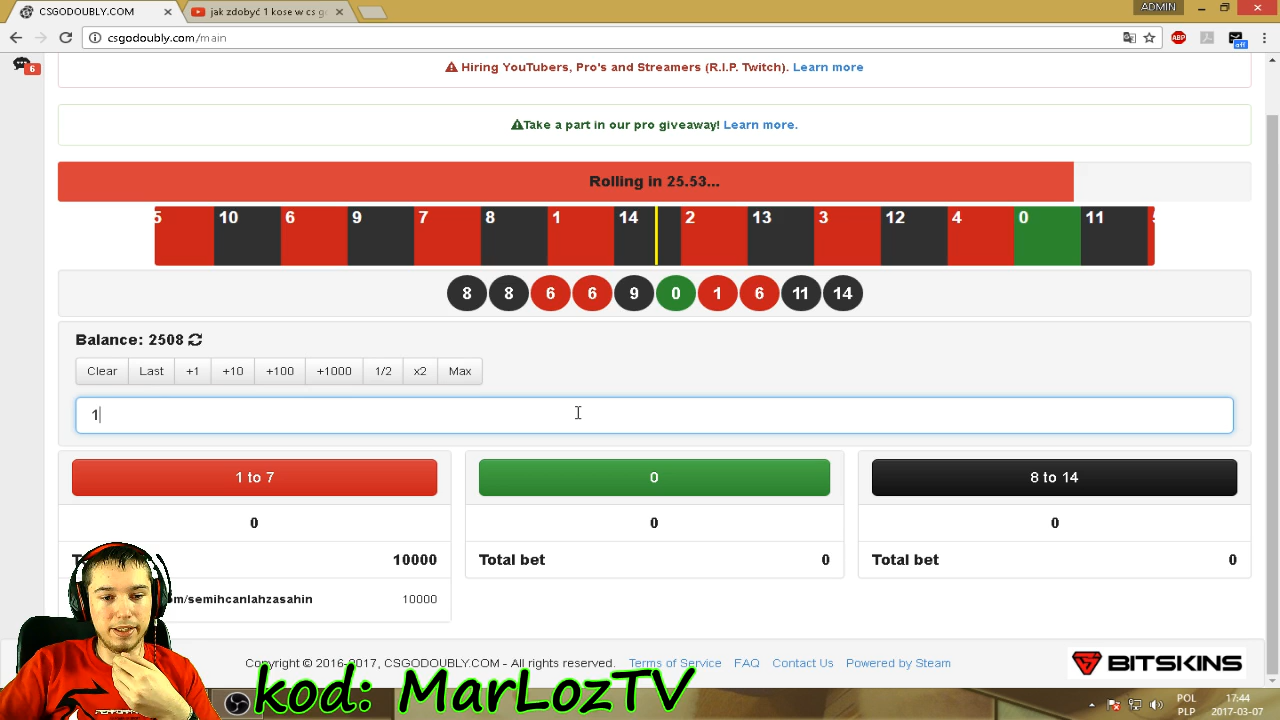 CSGODOUBLY.COM
jak zdobyć 1 kose w cs g
ADMIN
csgodoubly.com/main
ABP
off
6
Hiring YouTubers, Pro's and Streamers (R.I.P. Twitch). Learn more
Take a part in our pro giveaway! Learn more.
Rolling in 25.53...
5 10 6 9 7 8 1 14 2 13 3 12 4 0 11
8 8 6 6 9 0 1 6 11 14
Balance: 2508
Clear Last +1 +10 +100 +1000 1/2 x2 Max
1
1 to 7 0 8 to 14
0 0 0
10000 Total bet 0 Total bet 0
m/semihcanlahzasahin 10000
Copyright © 2016-2017, CSGODOUBLY.COM - All rights reserved. Terms of Service FAQ Contact Us Powered by Steam
BITSKINS
kod: MarLozTV
POL 17:44
PLP 2017-03-07